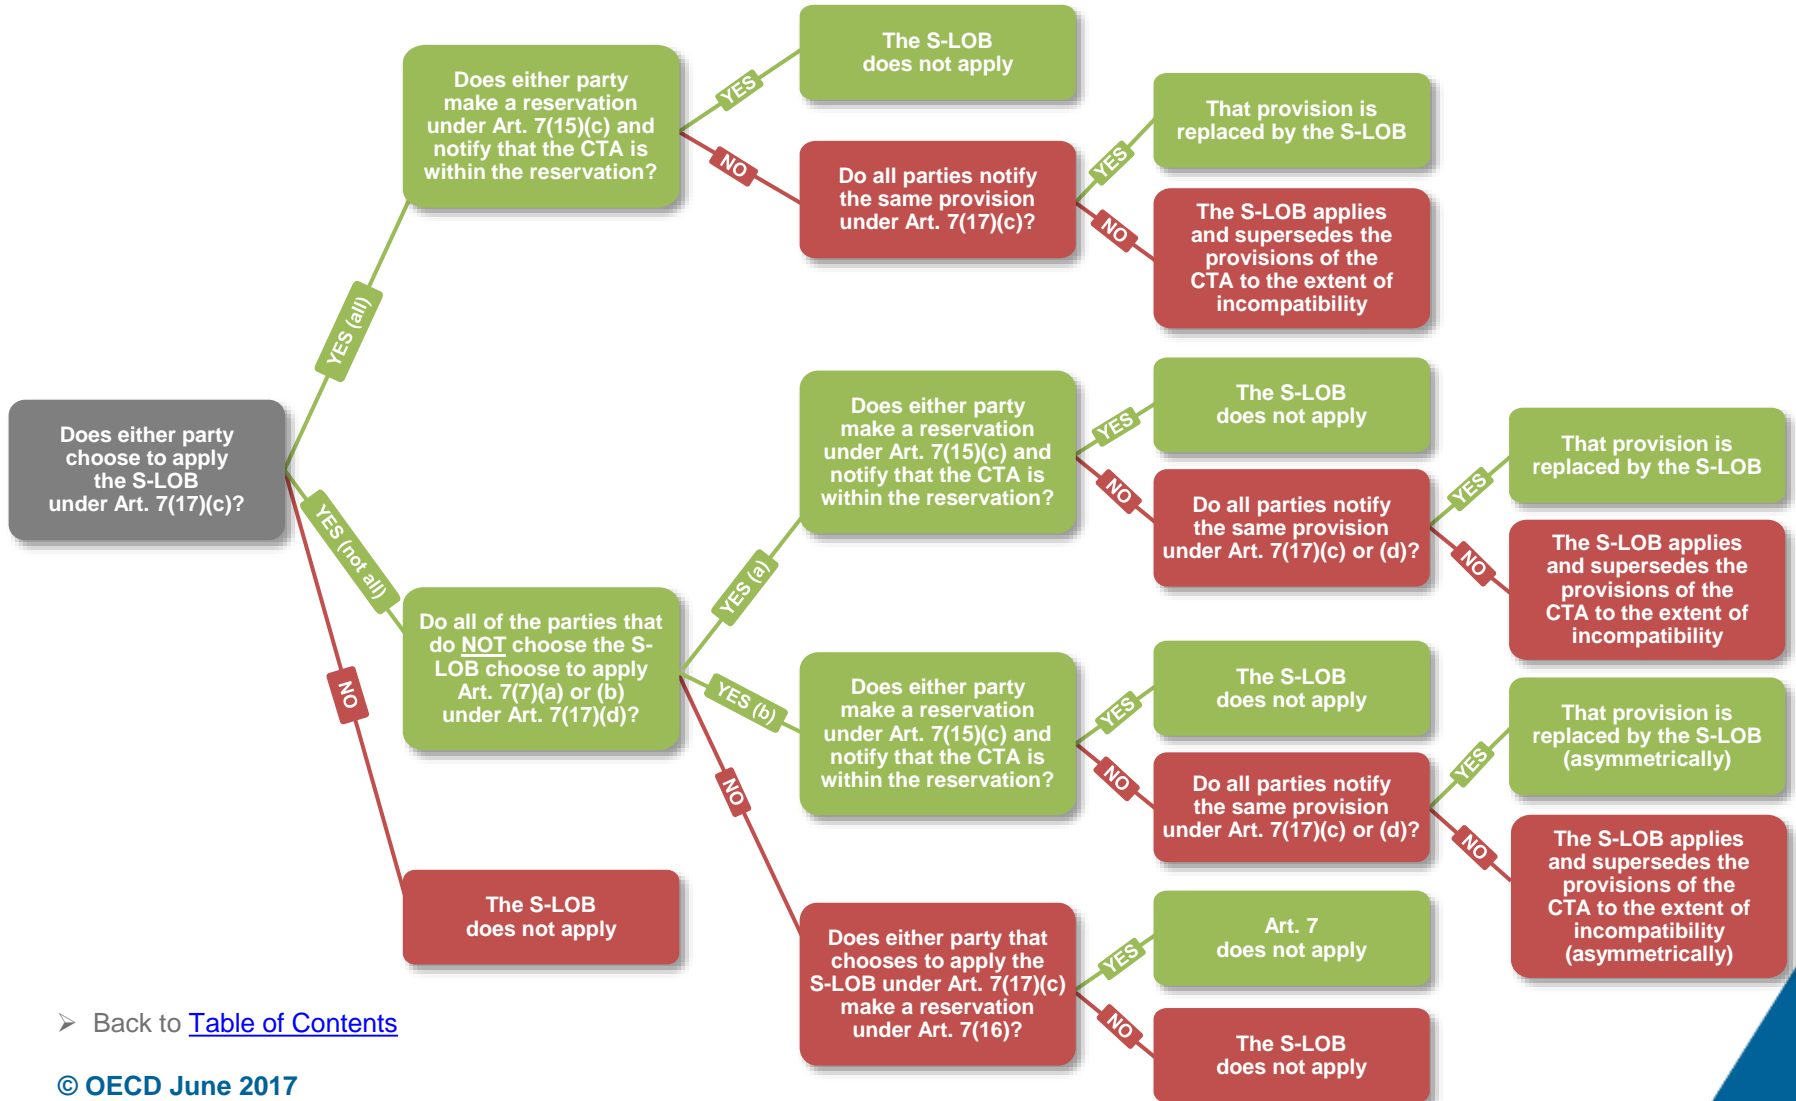 Does either party
choose to apply
the S-LOB
under Art. 7(17)(c)?
YES (all)
Does either party
make a reservation
under Art. 7(15)(c) and
notify that the CTA is
within the reservation?
YES
The S-LOB
does not apply
NO
Do all parties notify
the same provision
under Art. 7(17)(c)?
YES
That provision is
replaced by the S-LOB
NO
The S-LOB applies
and supersedes the
provisions of the
CTA to the extent of
incompatibility
YES (not all)
Do all of the parties that
do NOT choose the S-
LOB choose to apply
Art. 7(7)(a) or (b)
under Art. 7(17)(d)?
YES (a)
Does either party
make a reservation
under Art. 7(15)(c) and
notify that the CTA is
within the reservation?
YES
The S-LOB
does not apply
NO
Do all parties notify
the same provision
under Art. 7(17)(c) or (d)?
YES
That provision is
replaced by the S-LOB
NO
The S-LOB applies
and supersedes the
provisions of the
CTA to the extent of
incompatibility
YES (b)
Does either party
make a reservation
under Art. 7(15)(c) and
notify that the CTA is
within the reservation?
YES
The S-LOB
does not apply
NO
Do all parties notify
the same provision
under Art. 7(17)(c) or (d)?
YES
That provision is
replaced by the S-LOB
(asymmetrically)
NO
The S-LOB applies
and supersedes the
provisions of the
CTA to the extent of
incompatibility
(asymmetrically)
NO
Does either party that
chooses to apply the
S-LOB under Art. 7(17)(c)
make a reservation
under Art. 7(16)?
YES
Art. 7
does not apply
NO
The S-LOB
does not apply
NO
The S-LOB
does not apply
➢ Back to Table of Contents
© OECD June 2017